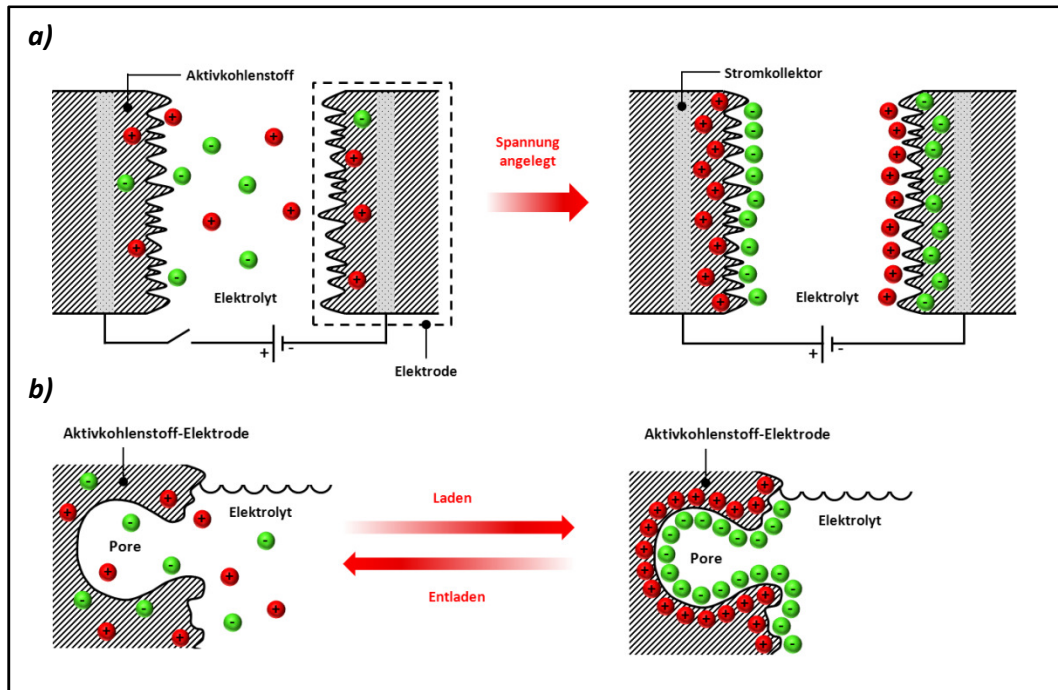 a)
Aktivkohlenstoff
Stromkollektor
Spannung
angelegt
Elektrolyt
Elektrolyt
+ -
+ -
Elektrode
b)
Aktivkohlenstoff-Elektrode
Aktivkohlenstoff-Elektrode
Laden
Elektrolyt
Elektrolyt
Pore
Pore
Entladen